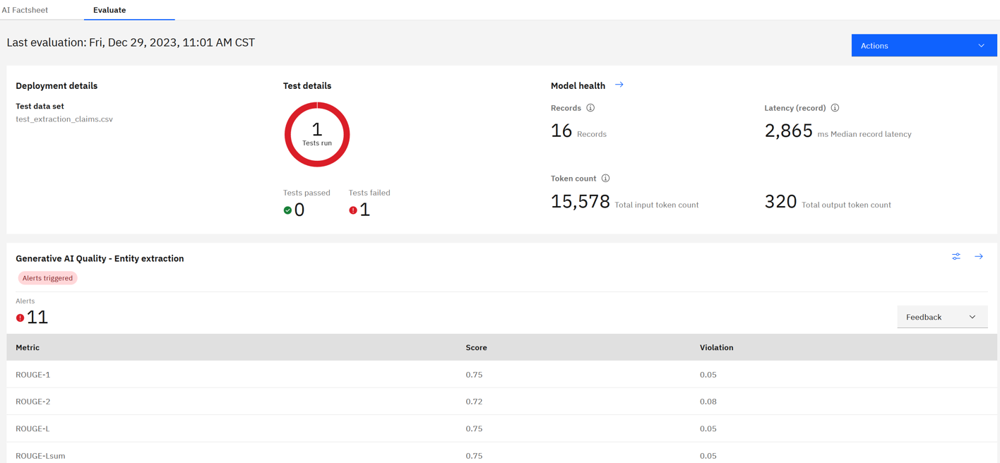 AI Factsheet
Evaluate
Last evaluation: Fri, Dec 29, 2023, 11:01 AM CST
Actions
Deployment details
Test data set
test_extraction_claims.csv
Test details
1
Tests run
Tests passed
0
Tests failed
1
Model health
Records
16 Records
Latency (record)
2,865 ms Median record latency
Token count
15,578 Total input token count
320 Total output token count
Generative AI Quality - Entity extraction
Alerts triggered
Alerts
11
Feedback
Metric Score Violation
ROUGE-1 0.75 0.05
ROUGE-2 0.72 0.08
ROUGE-L 0.75 0.05
ROUGE-Lsum 0.75 0.05